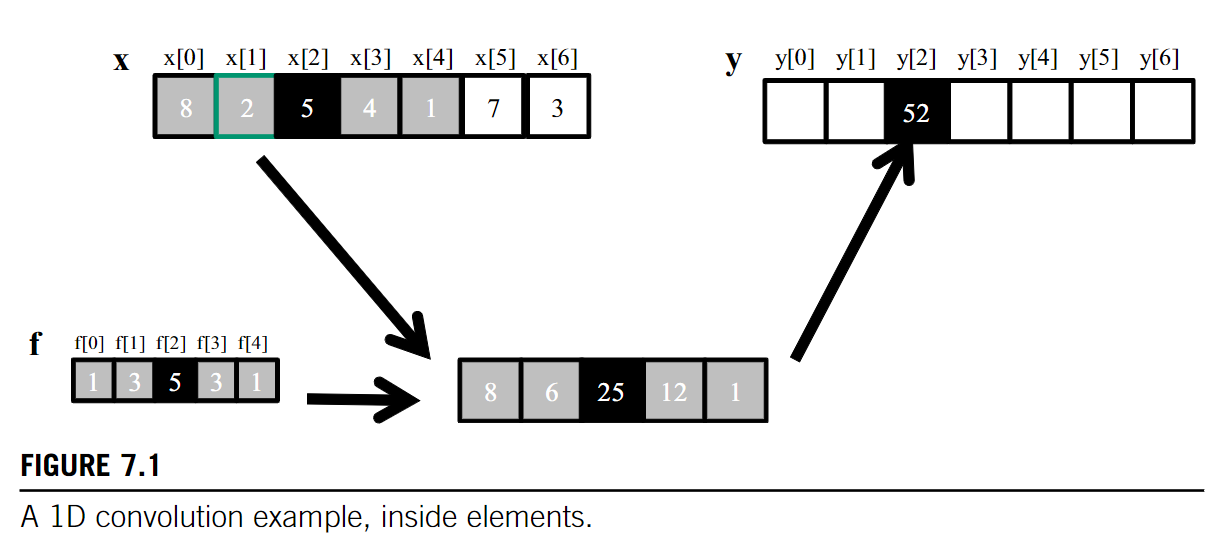 x x[0] x[1] x[2] x[3] x[4] x[5] x[6]
8 2 5 4 1 7 3
y y[0] y[1] y[2] y[3] y[4] y[5] y[6]
52
f f[0] f[1] f[2] f[3] f[4]
1 3 5 3 1
8 6 25 12 1
FIGURE 7.1
A 1D convolution example, inside elements.